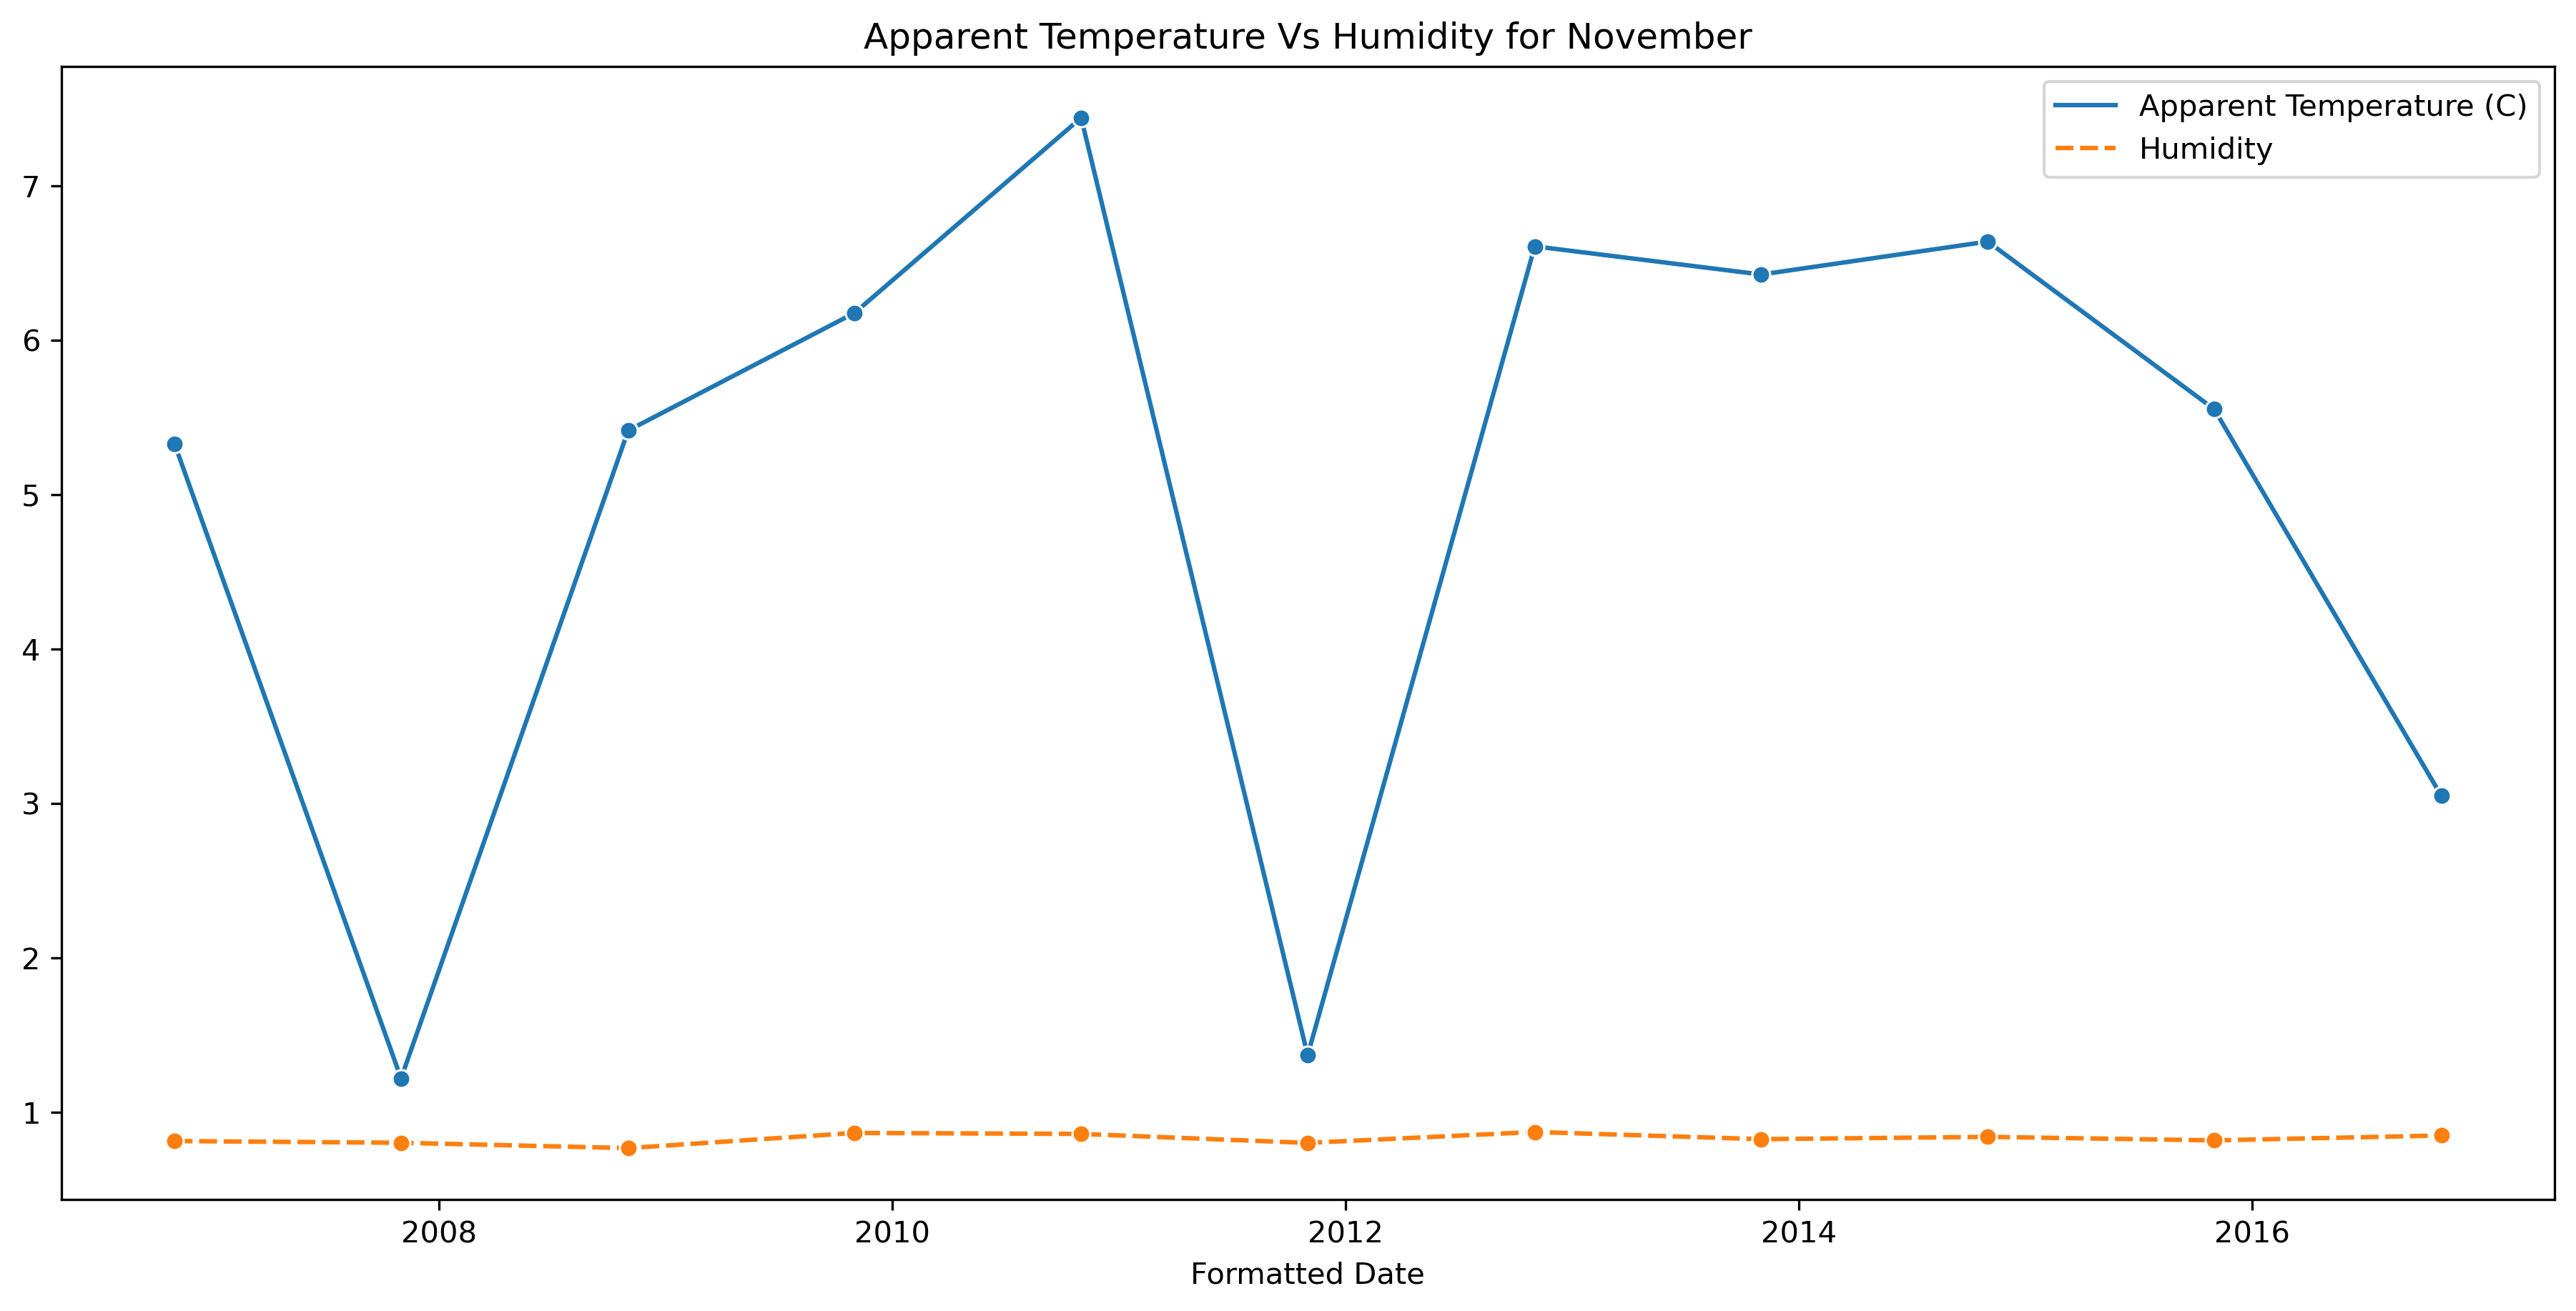 Apparent Temperature Vs Humidity for November
Apparent Temperature (C)
Humidity
7
6
5
4
3
2
1
2008 2010 2012 2014 2016
Formatted Date